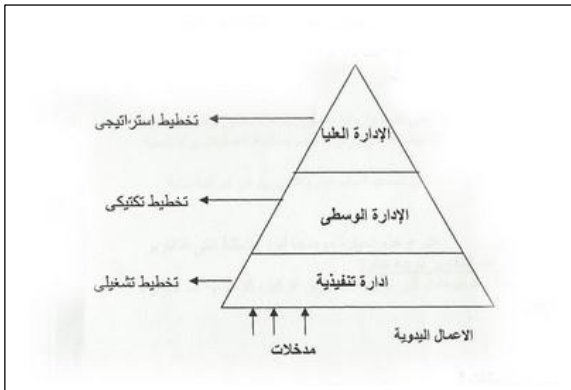 تخطيط استراتيجى
الإدارة العليا
تخطيط تكتيكى
الإدارة الوسطى
تخطيط تشغيلى
ادارة تنفيذية
مدخلات
الاعمال اليدوية